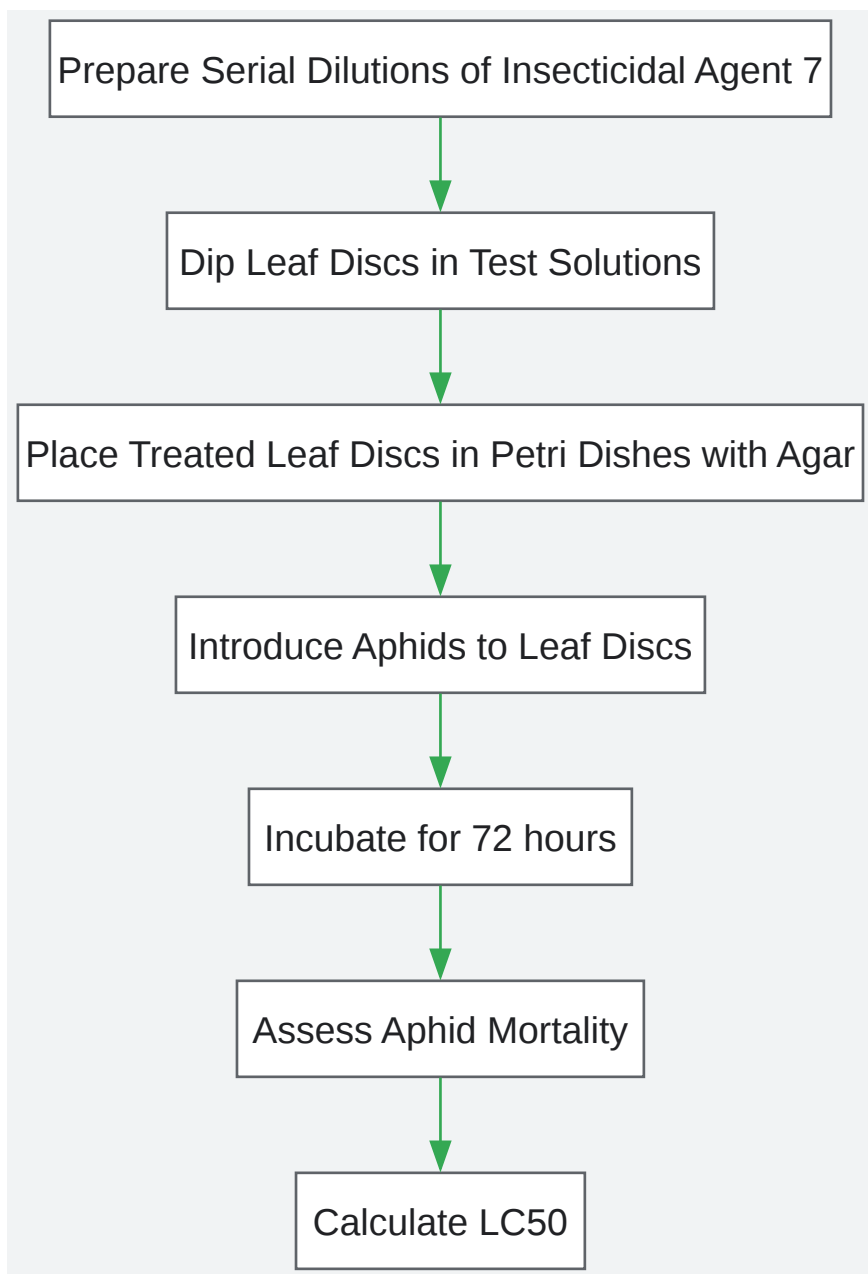 Prepare Serial Dilutions of Insecticidal Agent 7
Dip Leaf Discs in Test Solutions
Place Treated Leaf Discs in Petri Dishes with Agar
Introduce Aphids to Leaf Discs
Incubate for 72 hours
Assess Aphid Mortality
Calculate LC50